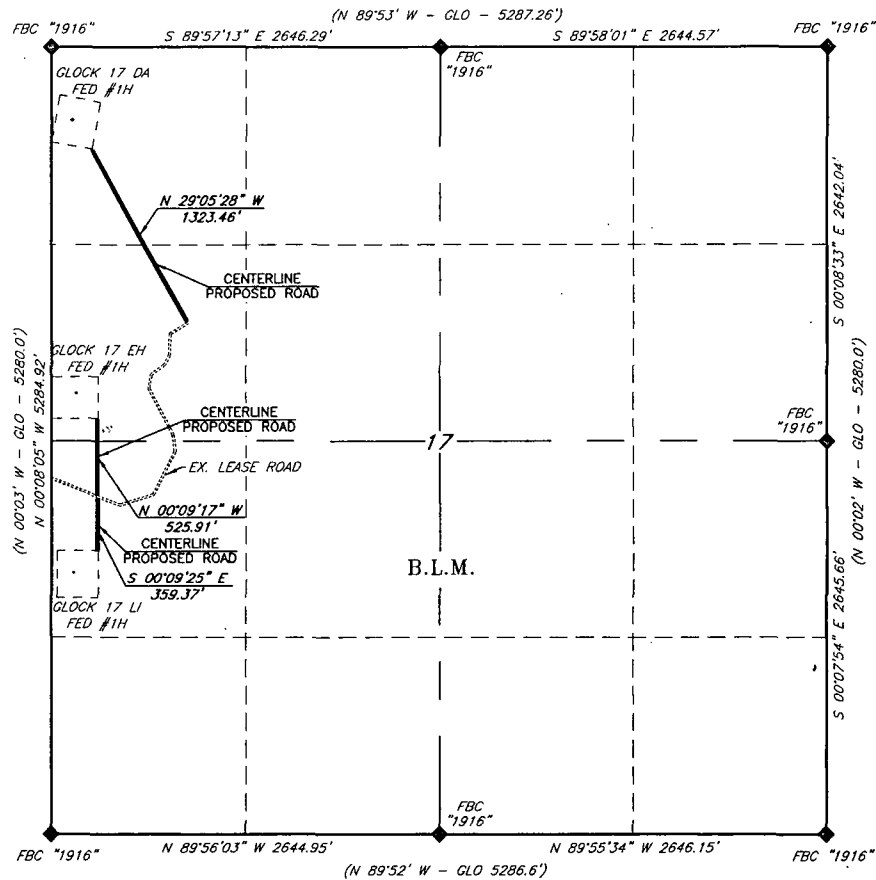 (N 89°53' W - GLO - 5287.26')
FBC "1916"
S 89°57'13" E 2646.29'
S 89°58'01" E 2644.57'
FBC "1916"
FBC
"1916"
GLOCK 17 DA
FED #1H
N 29°05'28" W
1323.46'
CENTERLINE
PROPOSED ROAD
S 00°08'33" E 2642.04'
(N 00°03' W - GLO - 5280.0')
N 00°08'05" W 5284.92'
GLOCK 17 EH
FED #1H
CENTERLINE
PROPOSED ROAD
17
FBC
"1916"
(N 00°02' W - GLO - 5280.0')
EX. LEASE ROAD
N 00°09'17" W
525.91'
CENTERLINE
PROPOSED ROAD
S 00°09'25" E
359.37'
B.L.M.
GLOCK 17 LI
FED #1H
S 00°07'54" E 2645.66'
FBC
"1916"
FBC "1916"
N 89°56'03" W 2644.95'
N 89°55'34" W 2646.15'
FBC "1916"
(N 89°52' W - GLO 5286.6')